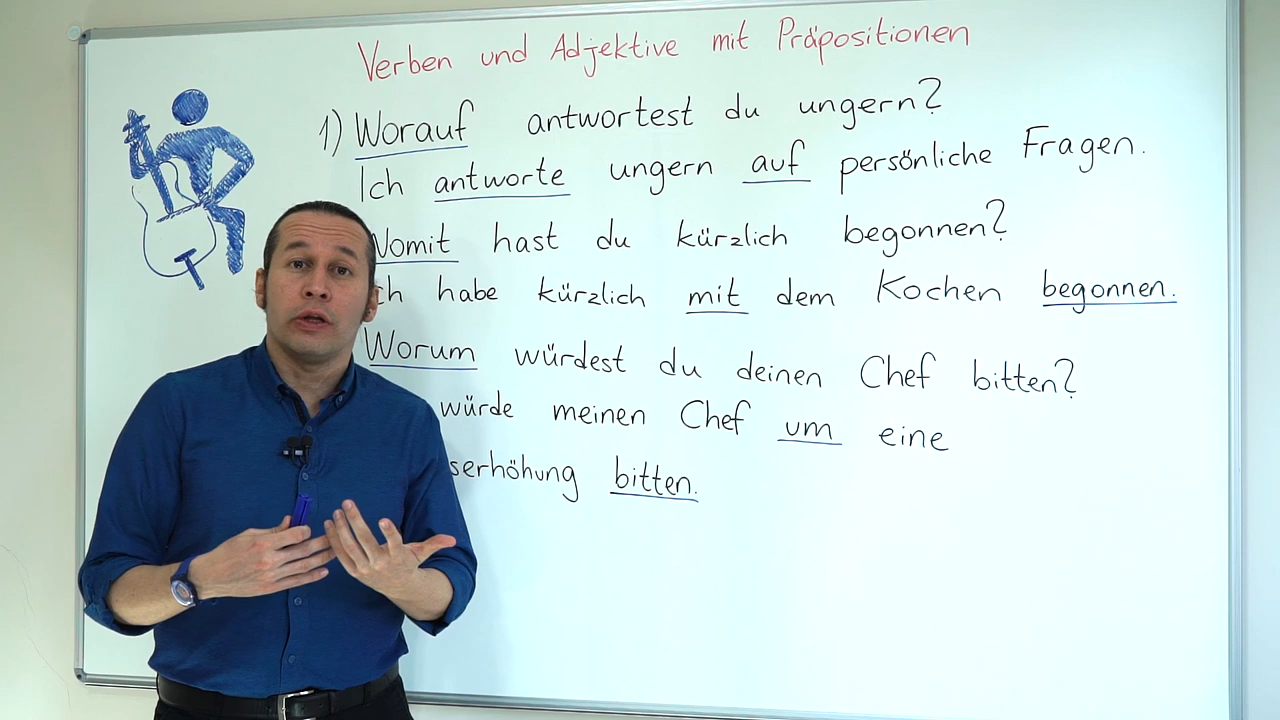 Verben und Adjektive mit Präpositionen
1) Worauf antwortest du ungern?
Ich antworte ungern auf persönliche Fragen.
Womit hast du kürzlich begonnen?
Ich habe kürzlich mit dem Kochen begonnen.
Worum würdest du deinen Chef bitten?
würde meinen Chef um eine
serhöhung bitten.